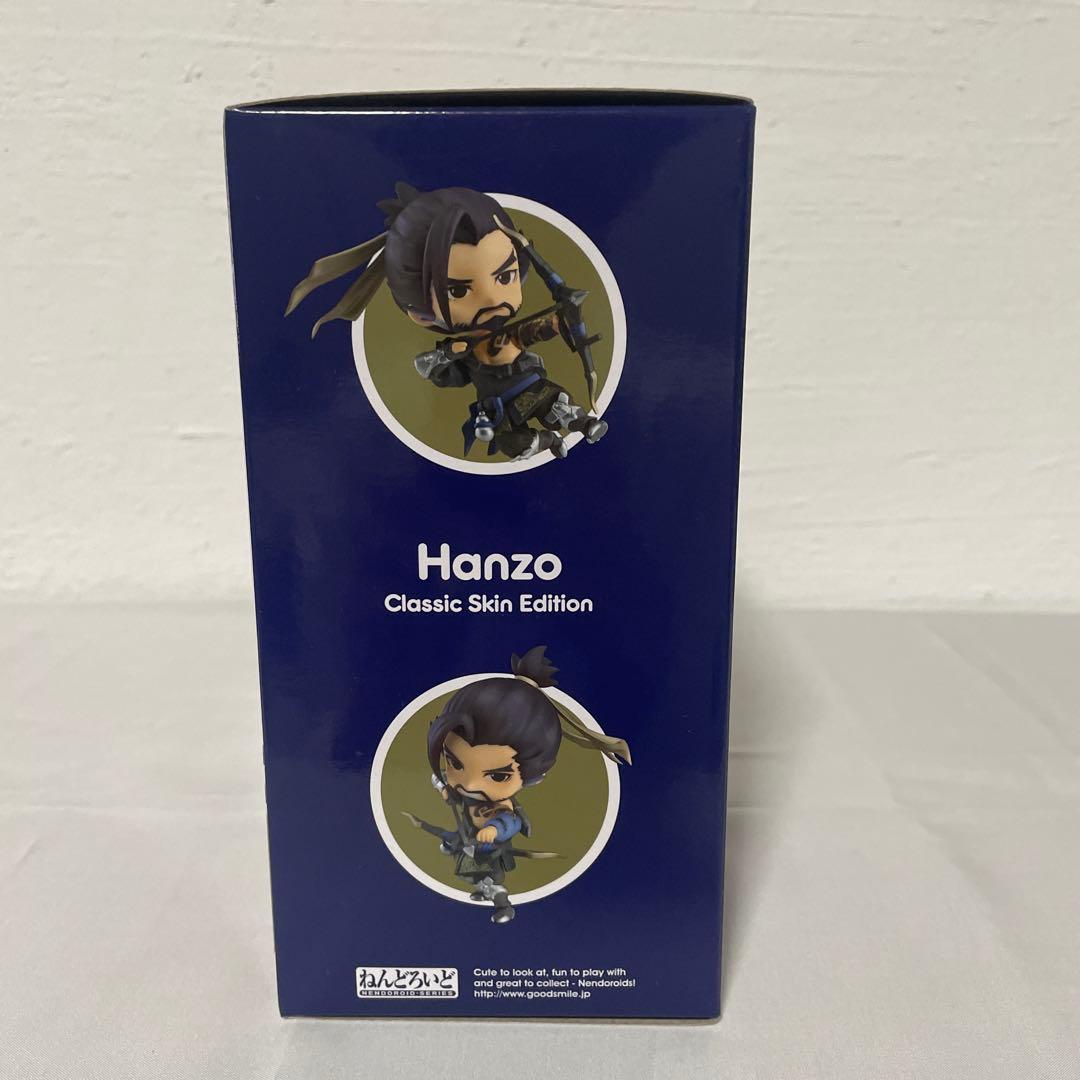 Hanzo
Classic Skin Edition
ねんどろいど
NENDOROID-SERIES
Cute to look at, fun to play with
and great to collect - Nendoroids!
http://www.goodsmile.jp